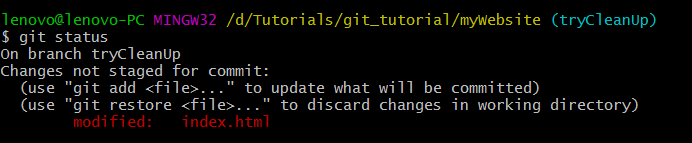 lenovo@lenovo-PC MINGW32 /d/Tutorials/git_tutorial/myWebsite (tryCleanUp)
$ git status
On branch tryCleanUp
Changes not staged for commit:
  (use "git add <file>..." to update what will be committed)
  (use "git restore <file>..." to discard changes in working directory)
        modified:   index.html